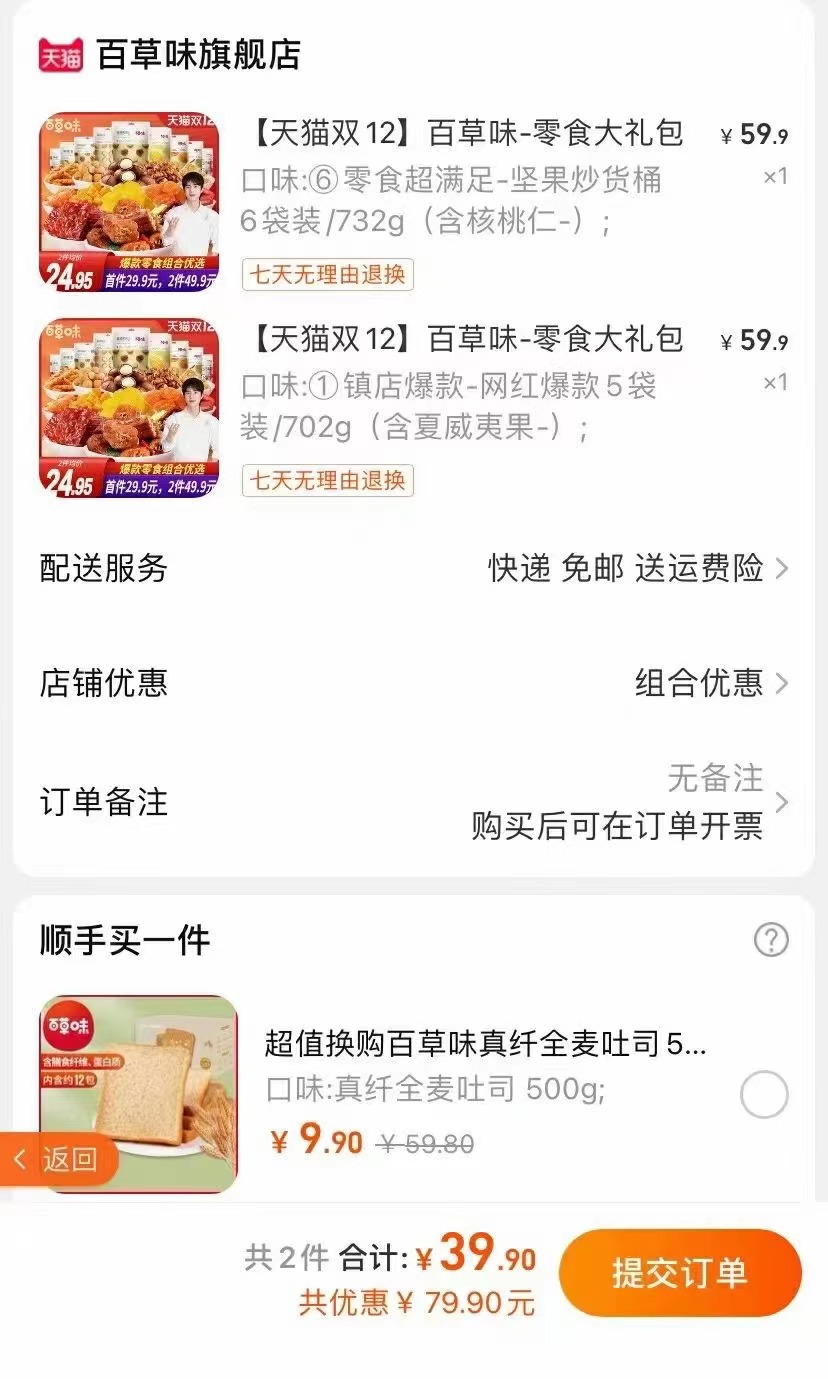 天猫 百草味旗舰店
百草味 天猫双12
2件均价
24.95
爆款零食组合优选
首件29.9元，2件49.9元
【天猫双12】百草味-零食大礼包 ¥59.9
口味:⑥零食超满足-坚果炒货桶 ×1
6袋装/732g（含核桃仁-）;
七天无理由退换
百草味 天猫双12
2件均价
24.95
爆款零食组合优选
首件29.9元，2件49.9元
【天猫双12】百草味-零食大礼包 ¥59.9
口味:①镇店爆款-网红爆款5袋 ×1
装/702g（含夏威夷果-）;
七天无理由退换
配送服务 快递 免邮 送运费险 >
店铺优惠 组合优惠 >
无备注
订单备注 >
购买后可在订单开票
顺手买一件 ?
百草味
含膳食纤维、蛋白质
内含约12包
超值换购百草味真纤全麦吐司5...
口味:真纤全麦吐司 500g;
¥9.90 ¥59.80
< 返回
共2件 合计:¥39.90
共优惠¥79.90元
提交订单